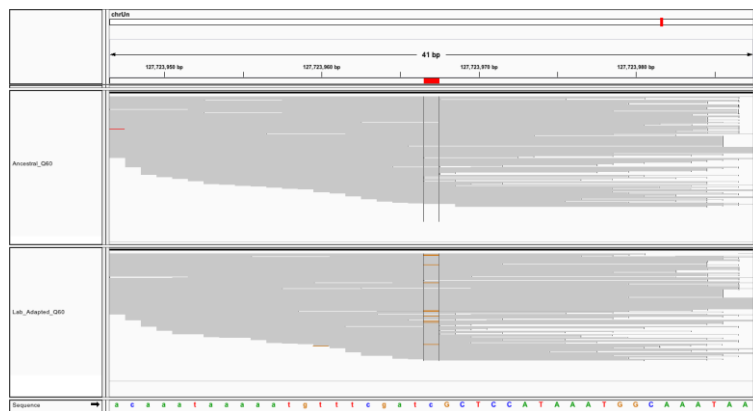 chrUn
41 bp
127,723,950 bp 127,723,960 bp 127,723,970 bp 127,723,980 bp
Ancestral_Q60
Lab_Adapted_Q60
Sequence a c a a a t a a a a a t g t t t c g a t c G C T C C A T A A A T G G C A A A T A A